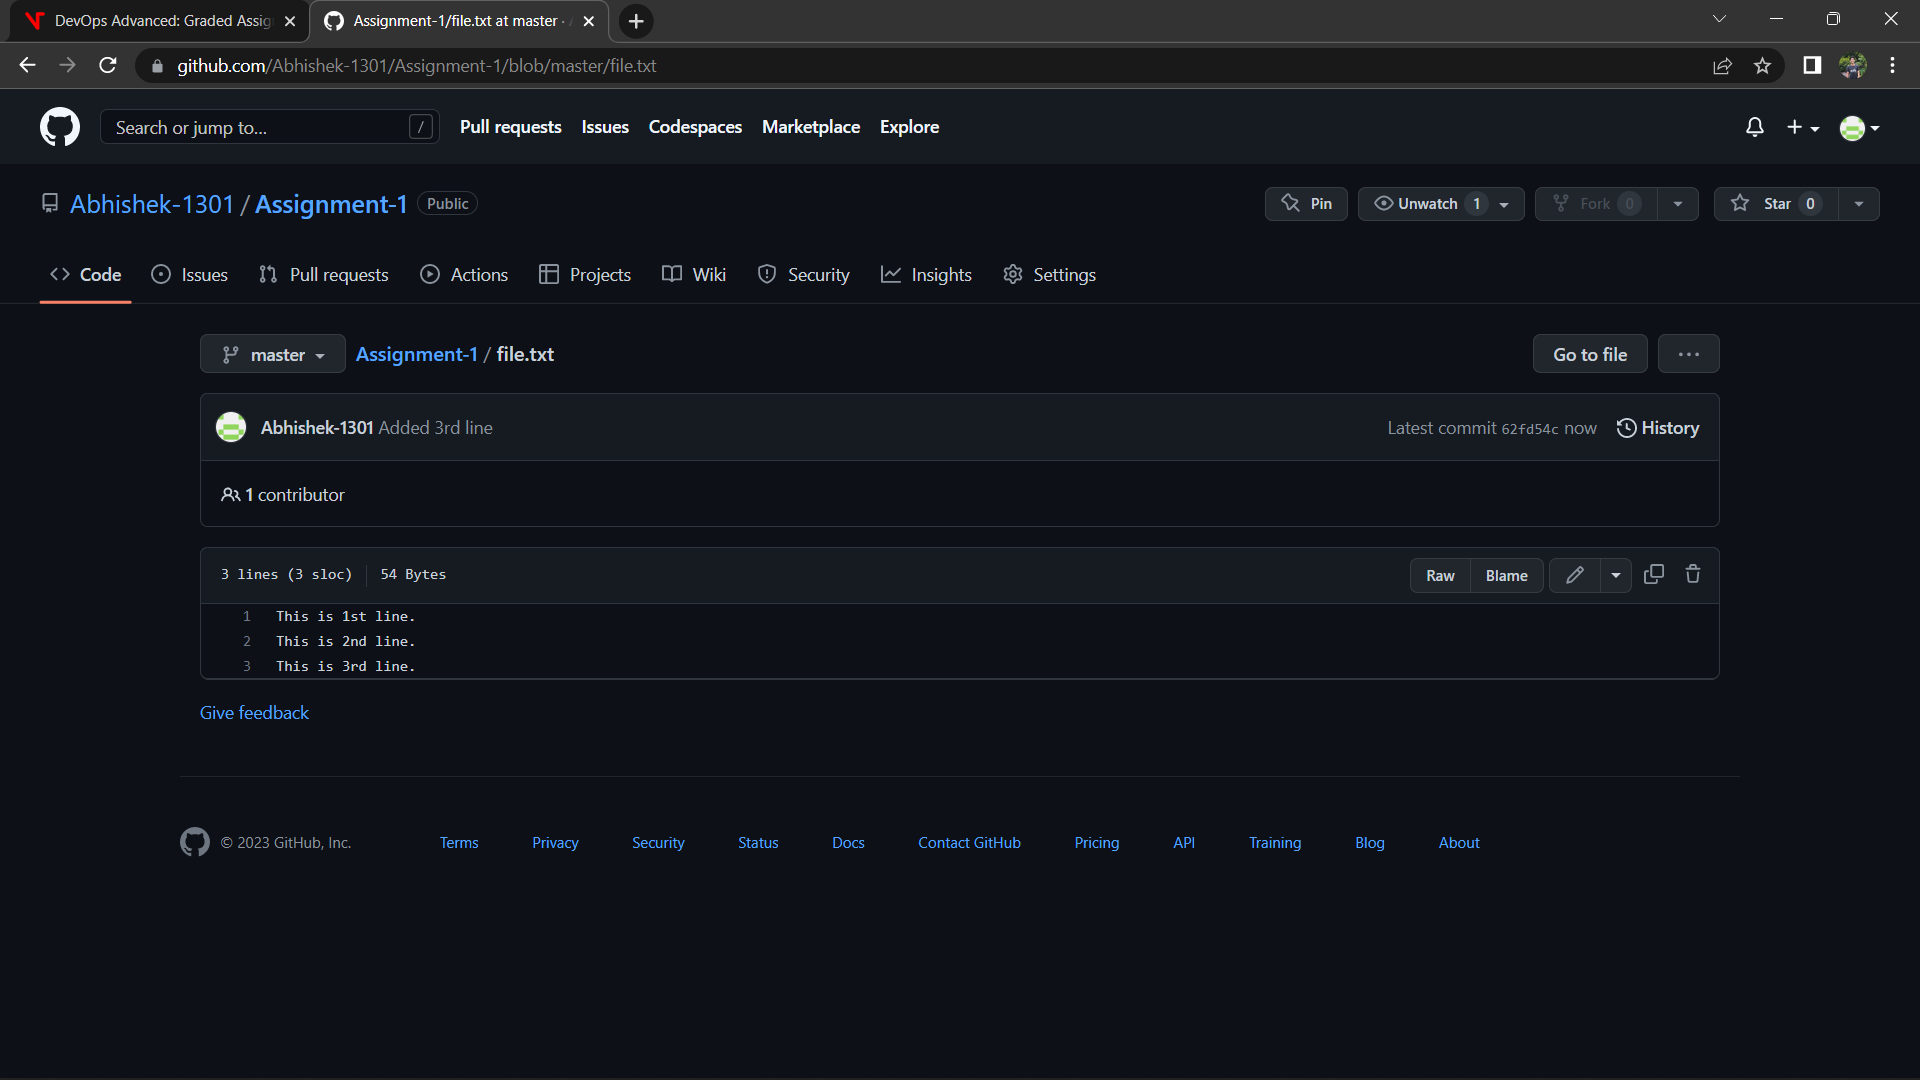 DevOps Advanced: Graded Assig
Assignment-1/file.txt at master ·
github.com/Abhishek-1301/Assignment-1/blob/master/file.txt
Search or jump to... /
Pull requests Issues Codespaces Marketplace Explore
Abhishek-1301 / Assignment-1 Public
Pin Unwatch 1 Fork 0 Star 0
Code Issues Pull requests Actions Projects Wiki Security Insights Settings
master Assignment-1 / file.txt Go to file ...
Abhishek-1301 Added 3rd line Latest commit 62fd54c now History
1 contributor
3 lines (3 sloc) 54 Bytes Raw Blame
1 This is 1st line.
2 This is 2nd line.
3 This is 3rd line.
Give feedback
© 2023 GitHub, Inc. Terms Privacy Security Status Docs Contact GitHub Pricing API Training Blog About